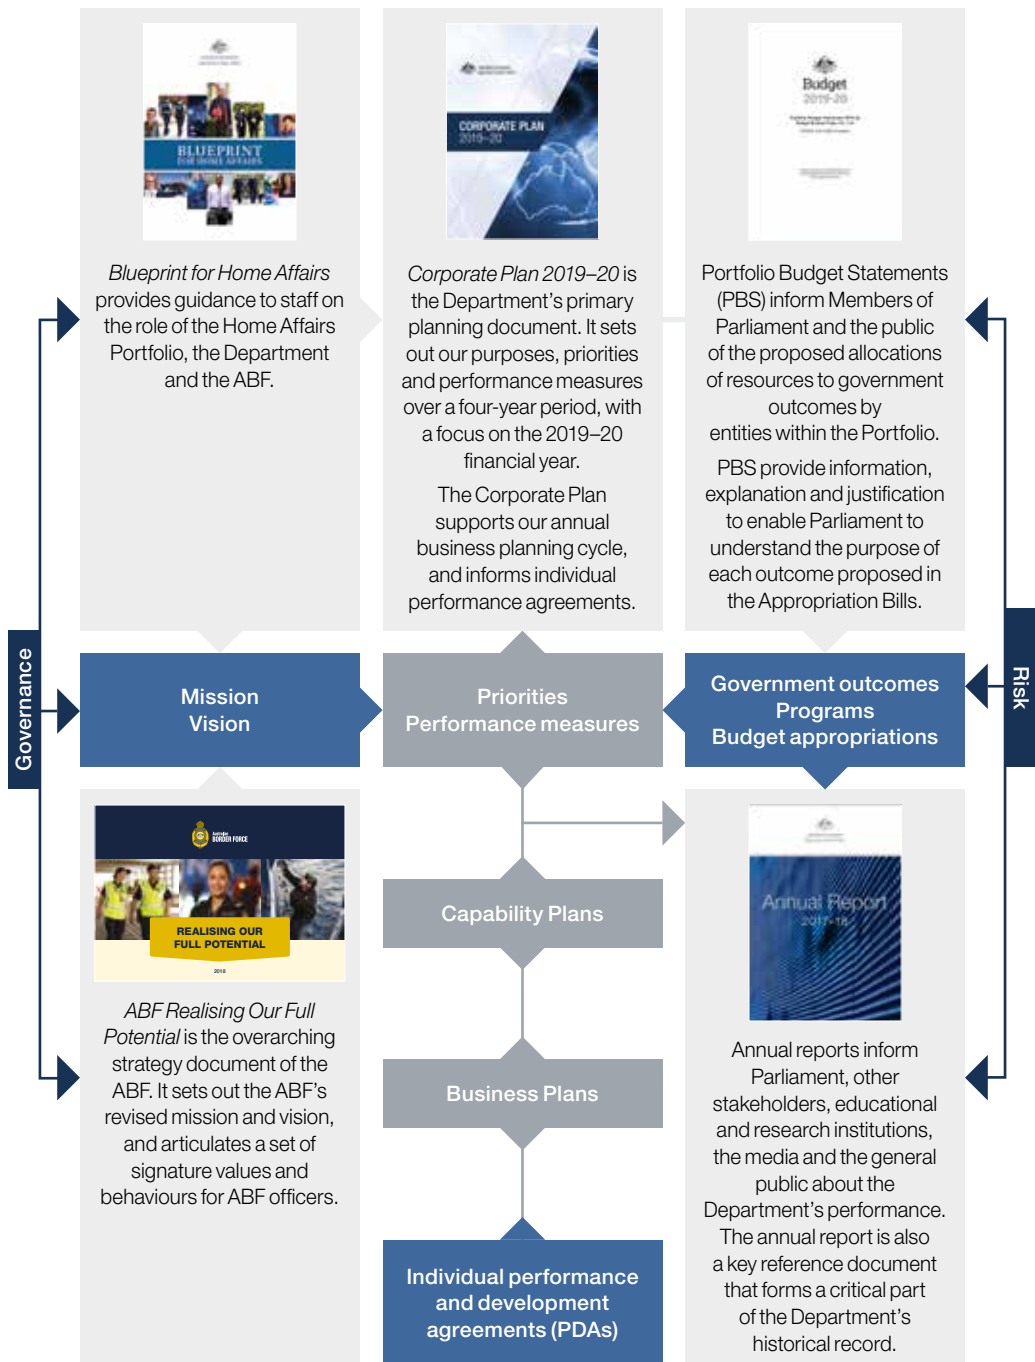 BLUEPRINT
FOR HOME AFFAIRS
CORPORATE PLAN
2019–20
Budget
2019-20
Blueprint for Home Affairs
provides guidance to staff on
the role of the Home Affairs
Portfolio, the Department
and the ABF.
Corporate Plan 2019–20 is
the Department’s primary
planning document. It sets
out our purposes, priorities
and performance measures
over a four-year period, with
a focus on the 2019–20
financial year.
The Corporate Plan
supports our annual
business planning cycle,
and informs individual
performance agreements.
Portfolio Budget Statements
(PBS) inform Members of
Parliament and the public
of the proposed allocations
of resources to government
outcomes by
entities within the Portfolio.
PBS provide information,
explanation and justification
to enable Parliament to
understand the purpose of
each outcome proposed in
the Appropriation Bills.
Governance
Mission
Vision
Priorities
Performance measures
Government outcomes
Programs
Budget appropriations
Risk
Australian
BORDER FORCE
REALISING OUR
FULL POTENTIAL
2018
ABF Realising Our Full
Potential is the overarching
strategy document of the
ABF. It sets out the ABF’s
revised mission and vision,
and articulates a set of
signature values and
behaviours for ABF officers.
Capability Plans
Business Plans
Individual performance
and development
agreements (PDAs)
Annual Report
2017-18
Annual reports inform
Parliament, other
stakeholders, educational
and research institutions,
the media and the general
public about the
Department’s performance.
The annual report is also
a key reference document
that forms a critical part
of the Department’s
historical record.